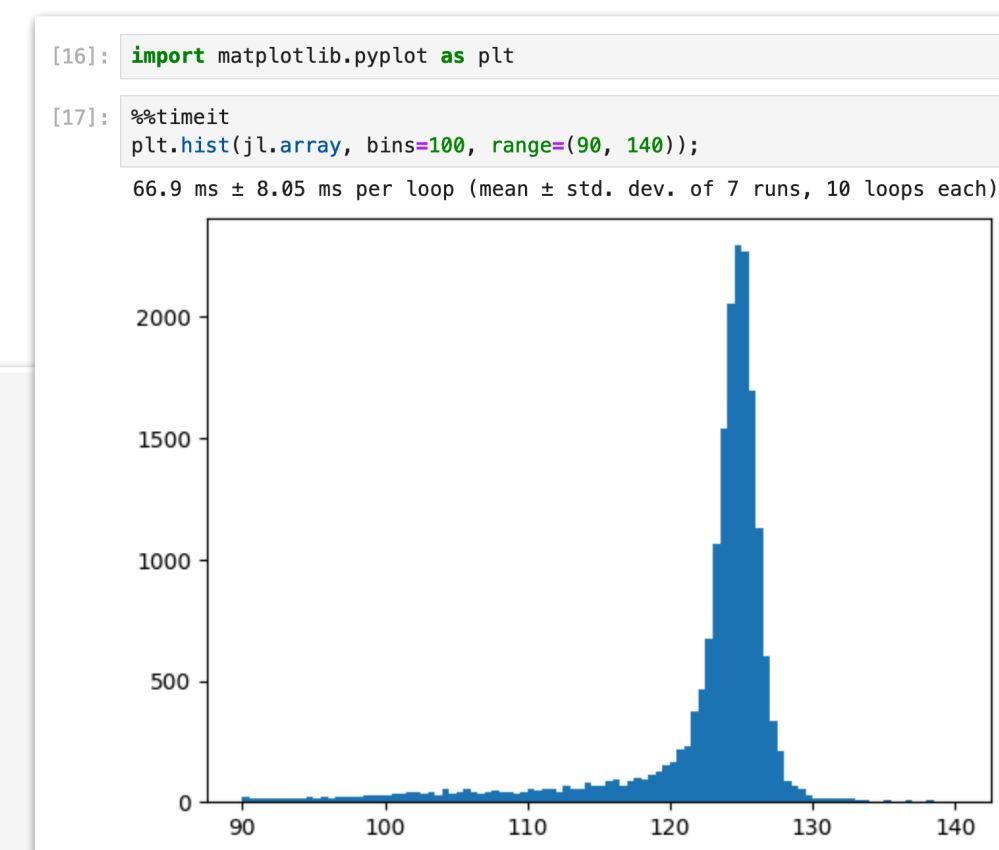 [16]: import matplotlib.pyplot as plt
[17]: %%timeit
plt.hist(jl.array, bins=100, range=(90, 140));
66.9 ms ± 8.05 ms per loop (mean ± std. dev. of 7 runs, 10 loops each)
2000
1500
1000
500
0
90 100 110 120 130 140